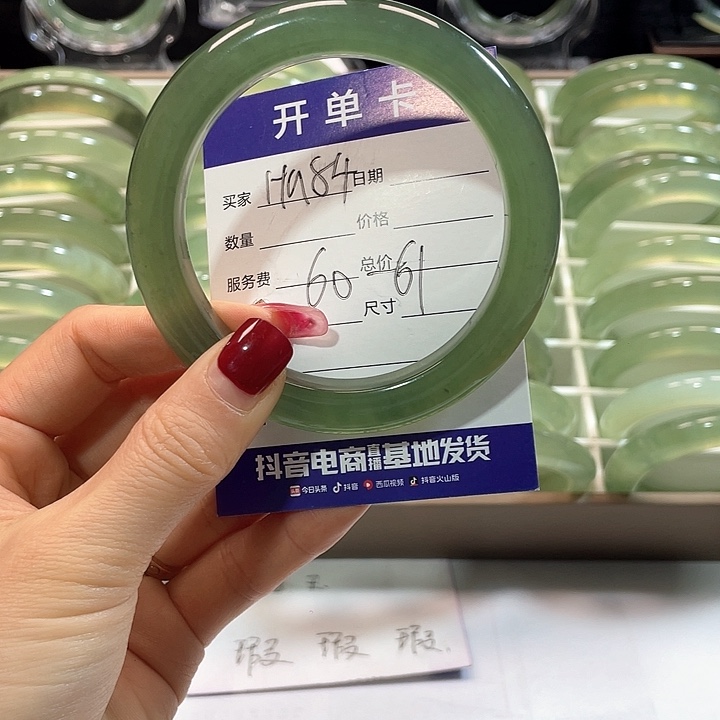 开单卡
买家 Ha84 日期
数量 价格
服务费 60 总价 61
尺寸
抖音电商直播基地发货
今日头条 抖音 西瓜视频 抖音火山版
瑕 瑕 瑕